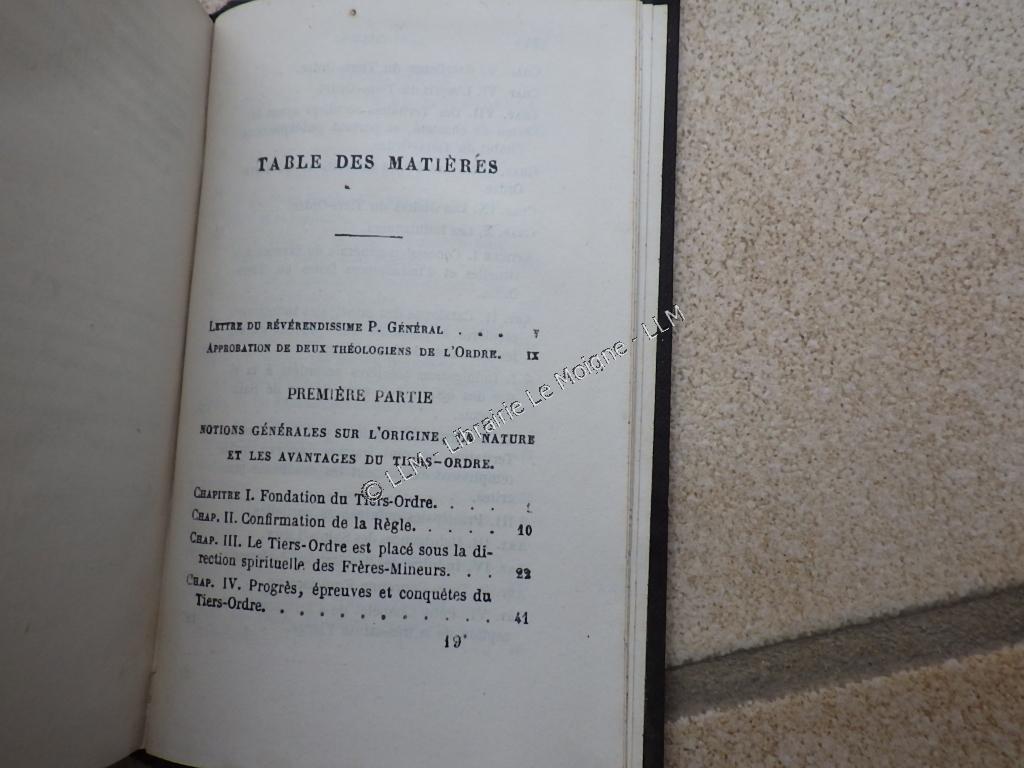 TABLE DES MATIÈRES
LETTRE DU RÉVÉRENDISSIME P. GÉNÉRAL . . . V
APPROBATION DE DEUX THÉOLOGIENS DE L'ORDRE. IX
PREMIÈRE PARTIE
NOTIONS GÉNÉRALES SUR L'ORIGINE, NATURE
ET LES AVANTAGES DU TIERS-ORDRE.
CHAPITRE I. Fondation du Tiers-Ordre. . . . .
CHAP. II. Confirmation de la Règle. . . . . . 10
CHAP. III. Le Tiers-Ordre est placé sous la di-
rection spirituelle des Frères-Mineurs. . . . 22
CHAP. IV. Progrès, épreuves et conquêtes du
Tiers-Ordre. . . . . . . . . . . . 41
19*
© LLM - Librairie Le Moigne - LLM